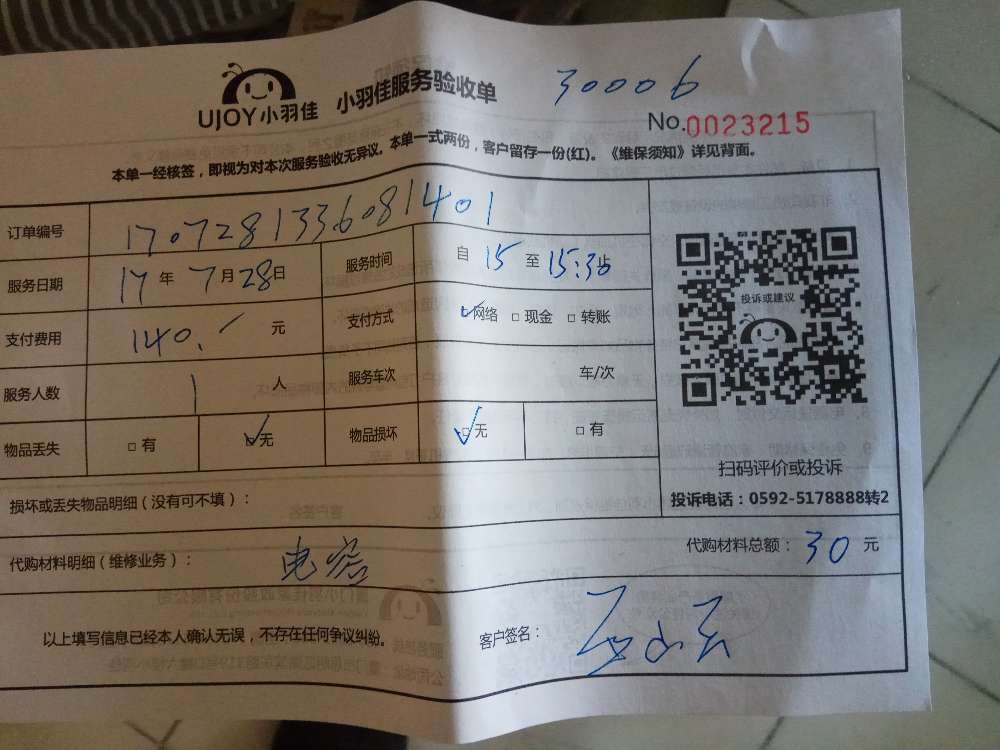 UJOY小羽佳 小羽佳服务验收单 30006
No.0023215
本单一经核签，即视为对本次服务验收无异议。本单一式两份，客户留存一份(红)。《维保须知》详见背面。
订单编号 1707281336081401
服务日期 17 年 7 月 28 日 服务时间 自 15 至 15:30 止
支付费用 140. 元 支付方式 ☑网络 □现金 □转账
服务人数 1 人 服务车次 车/次
物品丢失 □有 ☑无 物品损坏 ☑无 □有
投诉或建议
扫码评价或投诉
投诉电话：0592-5178888转2
损坏或丢失物品明细（没有可不填）：
代购材料明细（维修业务）： 电容 代购材料总额： 30 元
以上填写信息已经本人确认无误，不存在任何争议纠纷。 客户签名：